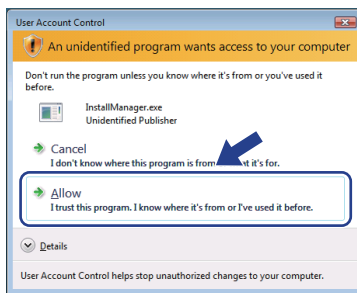 User Account Control
An unidentified program wants access to your computer
Don't run the program unless you know where it's from or you've used it
before.
InstallManager.exe
Unidentified Publisher
Cancel
I don't know where this program is from it's for.
Allow
I trust this program. I know where it's from or I've used it before.
Details
User Account Control helps stop unauthorized changes to your computer.